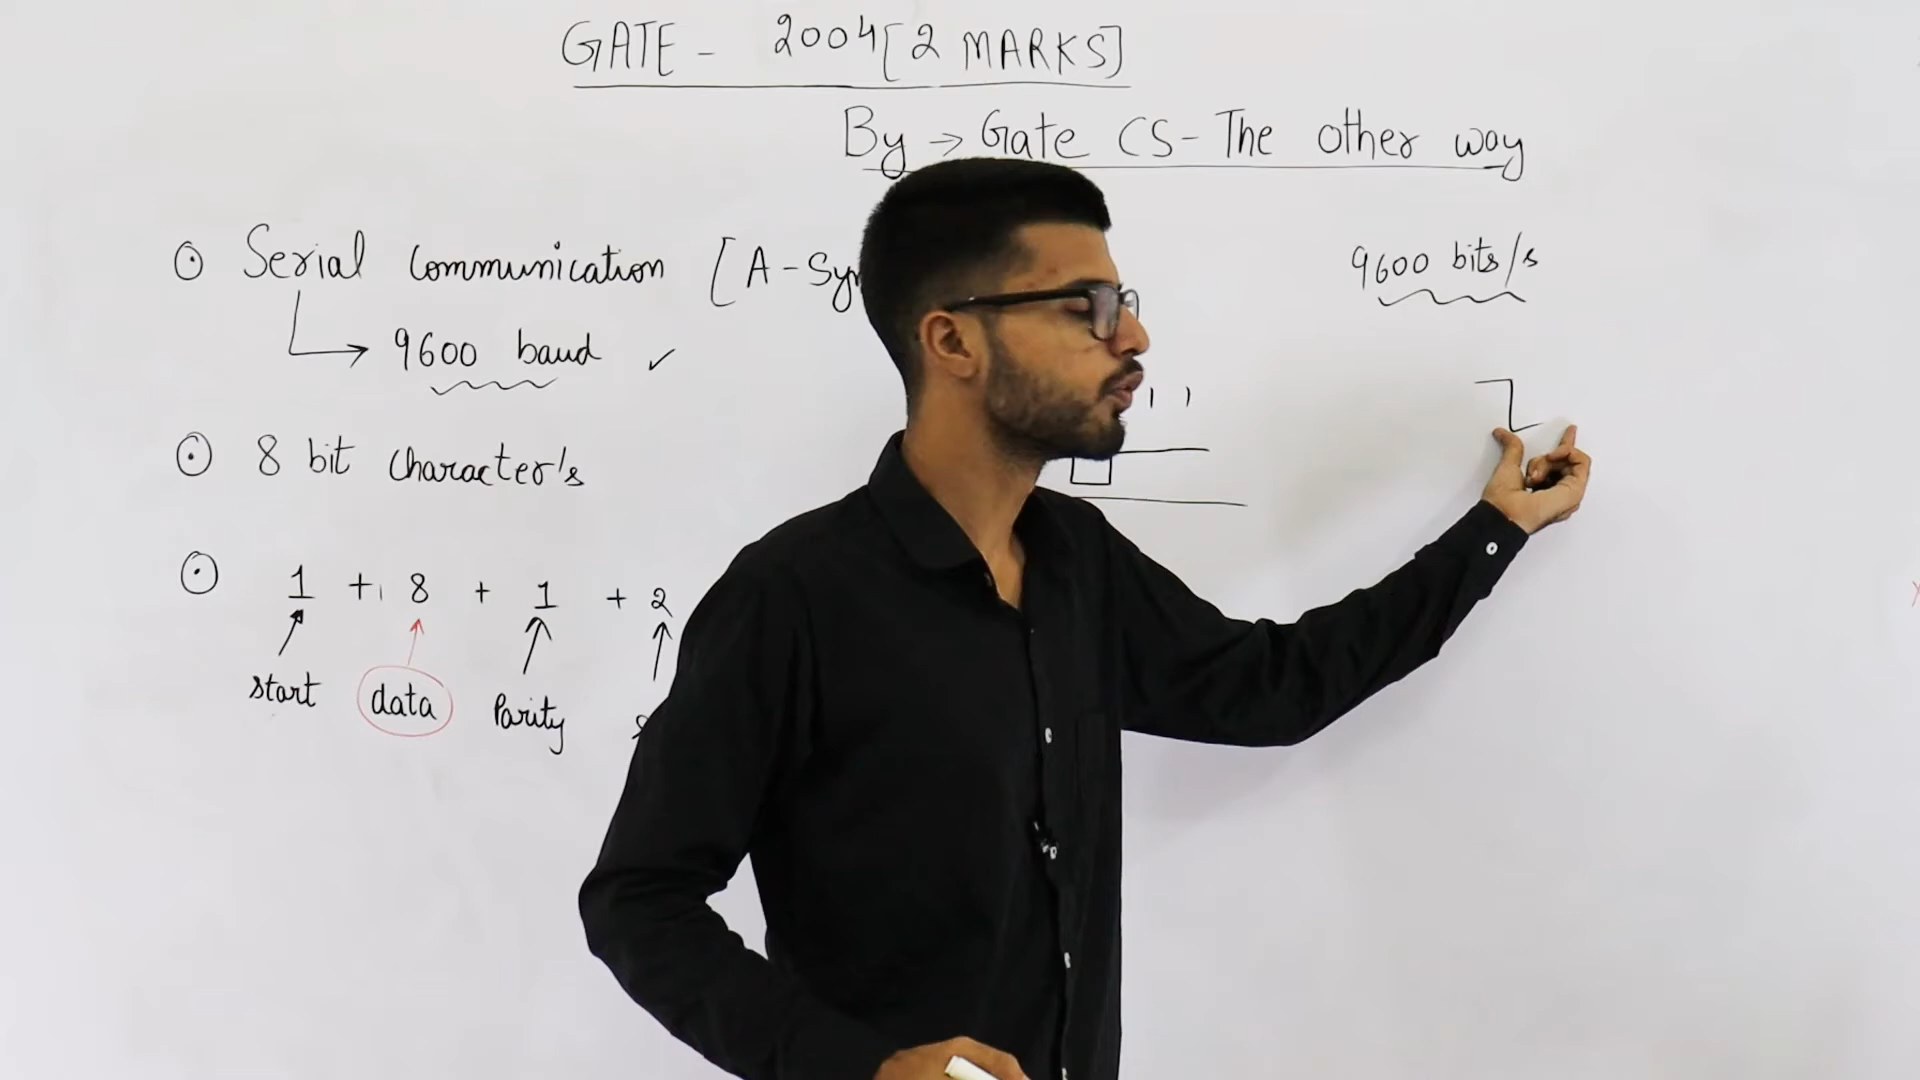 GATE - 2004 [2 MARKS]
By → Gate CS - The other way
⊙ Serial Communication [A-Syn
9600 bits/s
→ 9600 baud ✓
⊙ 8 bit character's
⊙ 1 + 8 + 1 + 2
start data Parity